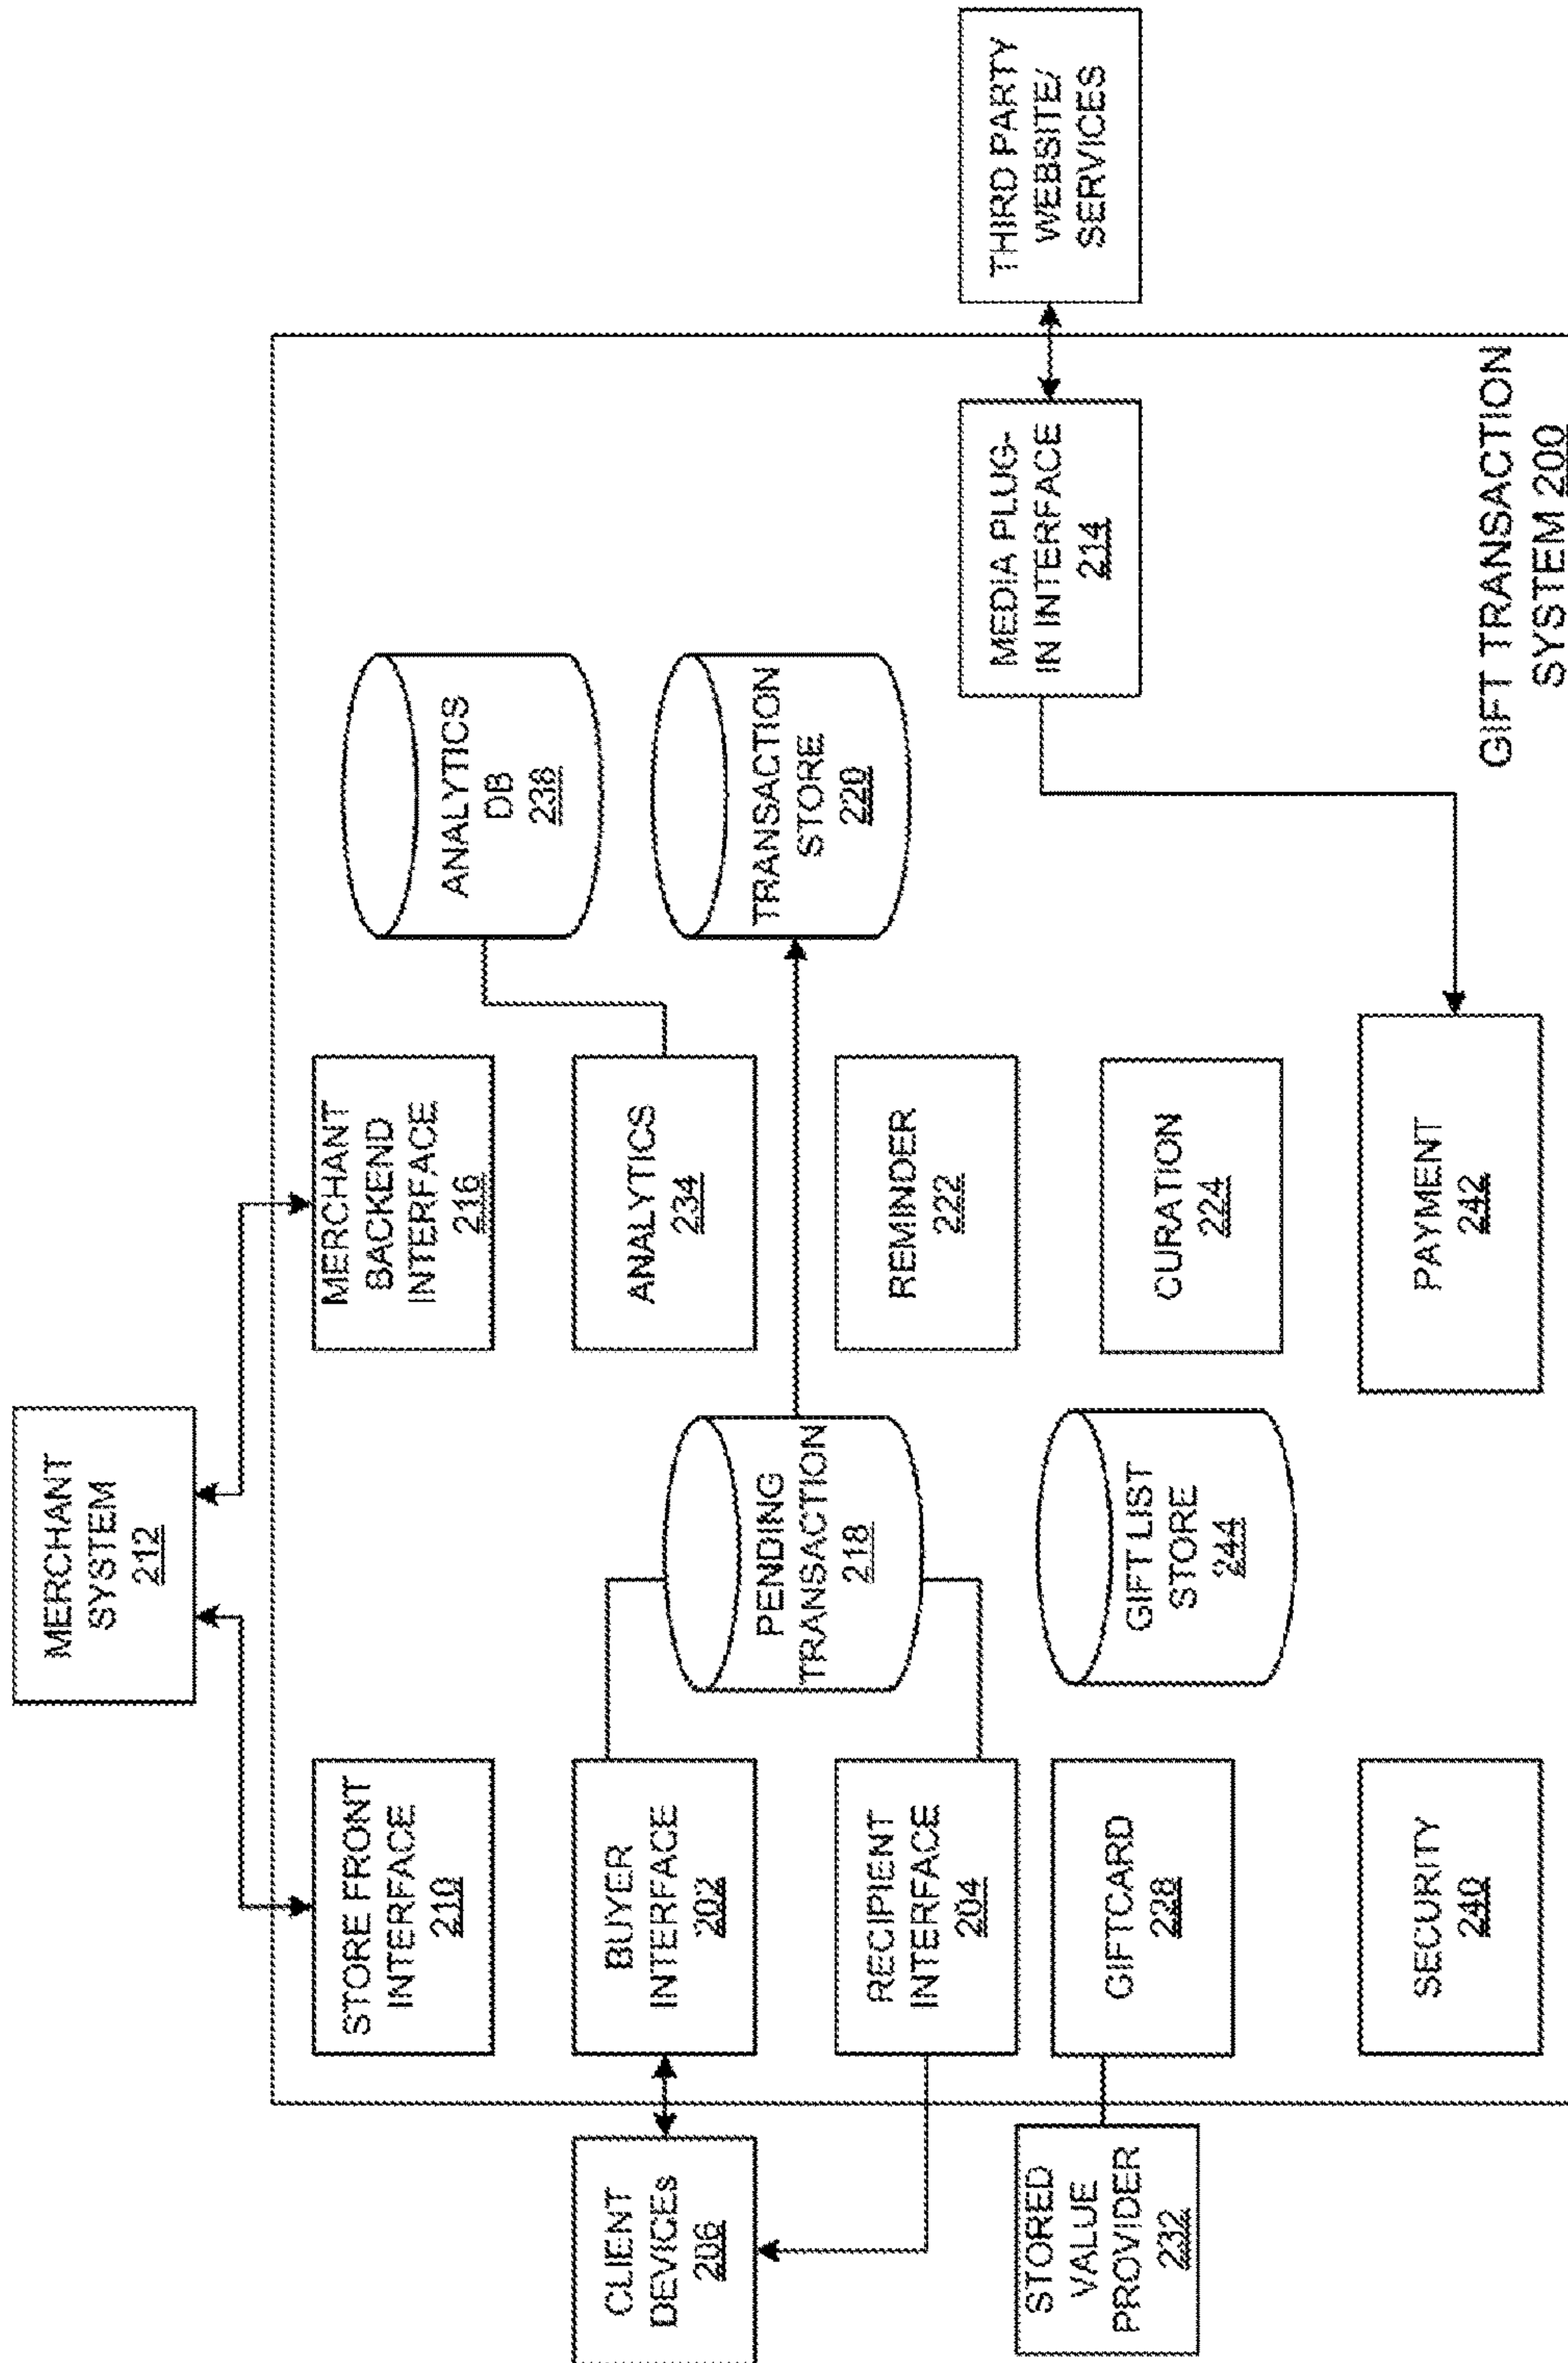 MERCHANT
SYSTEM
212
STORE FRONT
INTERFACE
210
MERCHANT
BACKEND
INTERFACE
216
CLIENT
DEVICES
206
BUYER
INTERFACE
202
ANALYTICS
234
ANALYTICS
DB
238
PENDING
TRANSACTION
218
TRANSACTION
STORE
220
RECIPIENT
INTERFACE
204
REMINDER
222
STORED
VALUE
PROVIDER
232
GIFTCARD
228
GIFT LIST
STORE
244
CURATION
224
MEDIA PLUG-
IN INTERFACE
214
THIRD PARTY
WEBSITE/
SERVICES
SECURITY
240
PAYMENT
242
GIFT TRANSACTION
SYSTEM 200